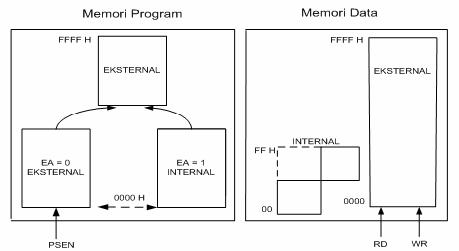 Memori Program
FFFF H
EKSTERNAL
EA = 0
EKSTERNAL
EA = 1
INTERNAL
0000 H
PSEN
Memori Data
FFFF H
EKSTERNAL
INTERNAL
FF H
00
0000
RD
WR